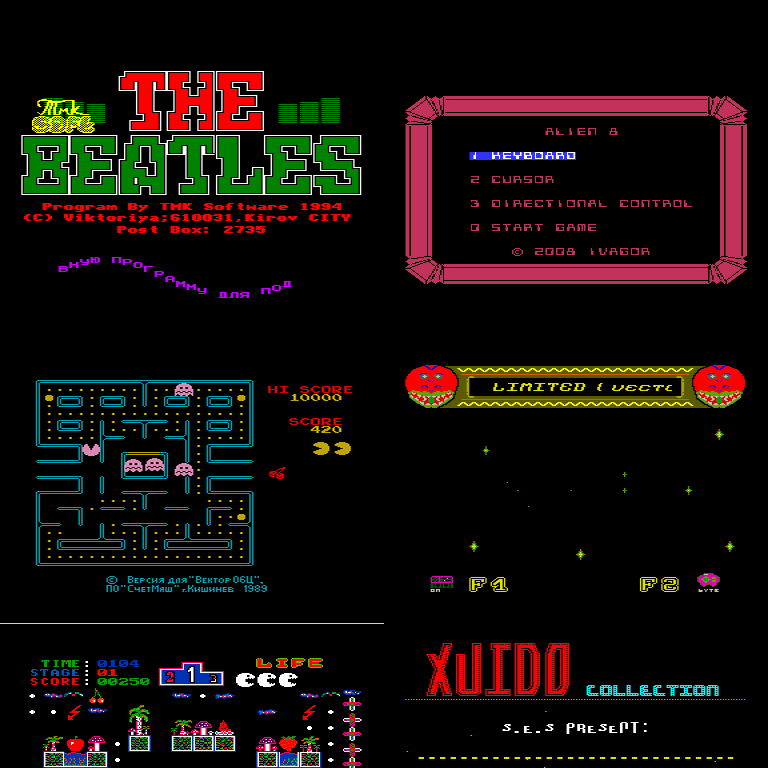 THE
BEATLES
Program By TMK Software 1994
(C) Viktoriya;610031,Kirov CITY
Post Box: 2735
вную программу для под
ALIEN 8
1 KEYBOARD
2 CURSOR
3 DIRECTIONAL CONTROL
0 START GAME
© 2008 IVAGOR
HI SCORE
10000
SCORE
420
© Версия для"Вектор 06Ц".
ПО"СчетМаш",г.Кишинев 1989
LIMITED ( VECT
F1 F2
TIME: 0104
STAGE: 01
SCORE: 00250
2 1 3
LIFE
XUIDO
COLLECTION
S.E.S PRESENT: